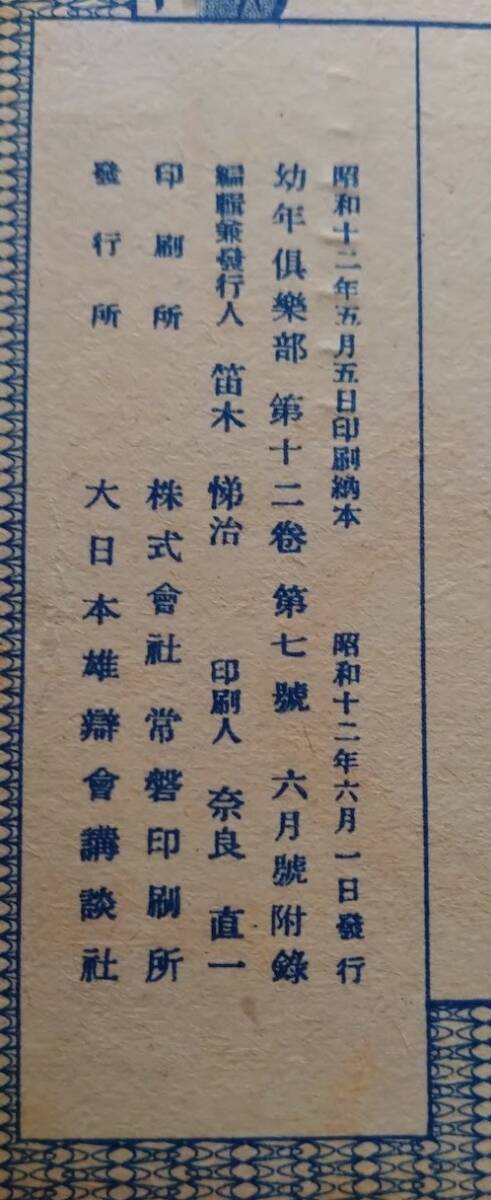 昭和十二年五月五日印刷納本　昭和十二年六月一日發行
幼年倶樂部　第十二卷　第七號　六月號附錄
編輯兼發行人　笛木　悌治　印刷人　奈良　直一
印刷所　株式會社　常磐印刷所
發行所　大日本雄辯會講談社